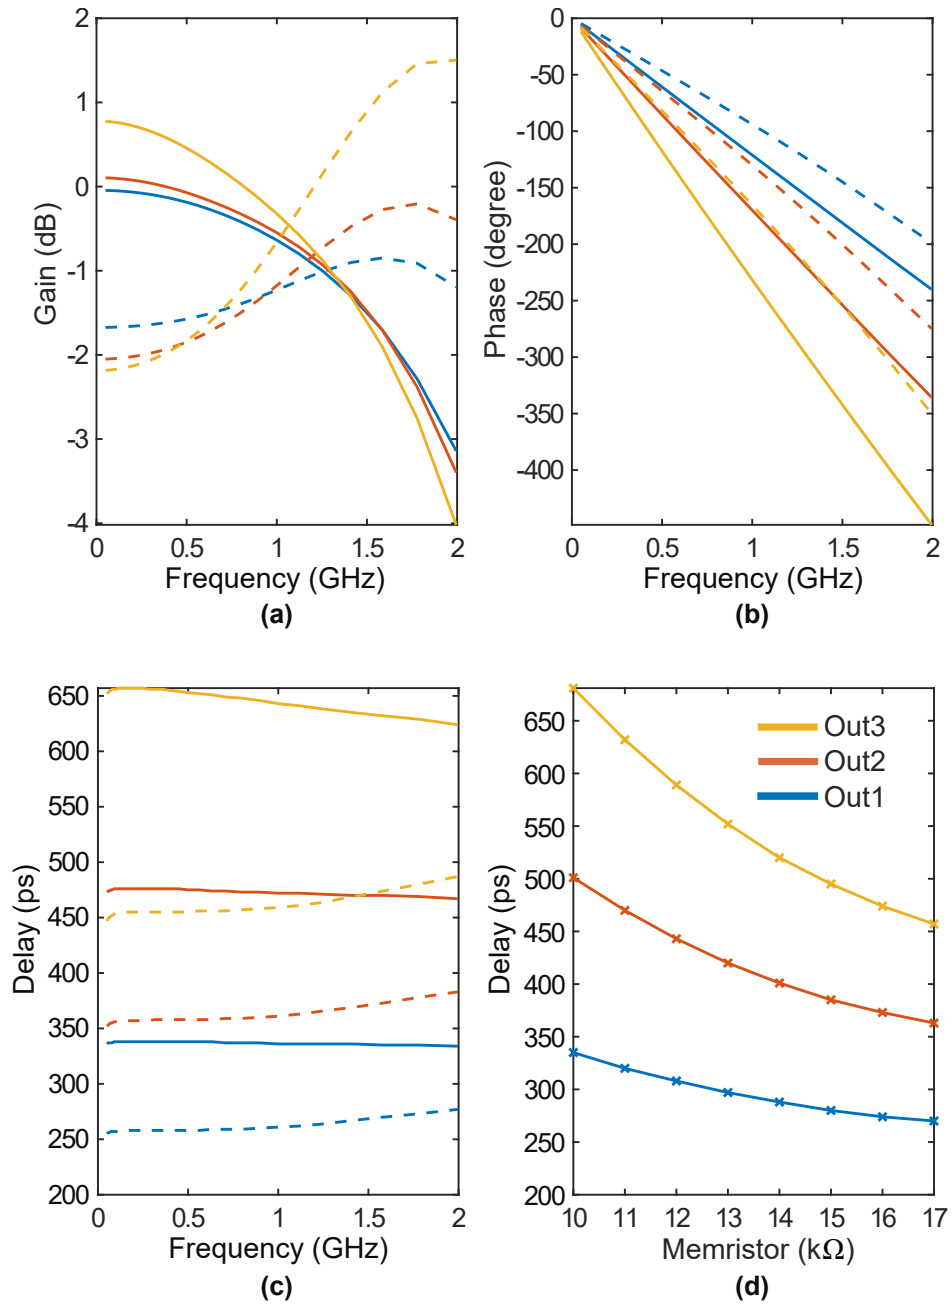 2
1
0
-1
-2
-3
-4
Gain (dB)
0 0.5 1 1.5 2
Frequency (GHz)
(a)
0
-50
-100
-150
-200
-250
-300
-350
-400
Phase (degree)
0 0.5 1 1.5 2
Frequency (GHz)
(b)
650
600
550
500
450
400
350
300
250
200
Delay (ps)
0 0.5 1 1.5 2
Frequency (GHz)
(c)
650
600
550
500
450
400
350
300
250
200
Delay (ps)
Out3
Out2
Out1
10 11 12 13 14 15 16 17
Memristor (kΩ)
(d)